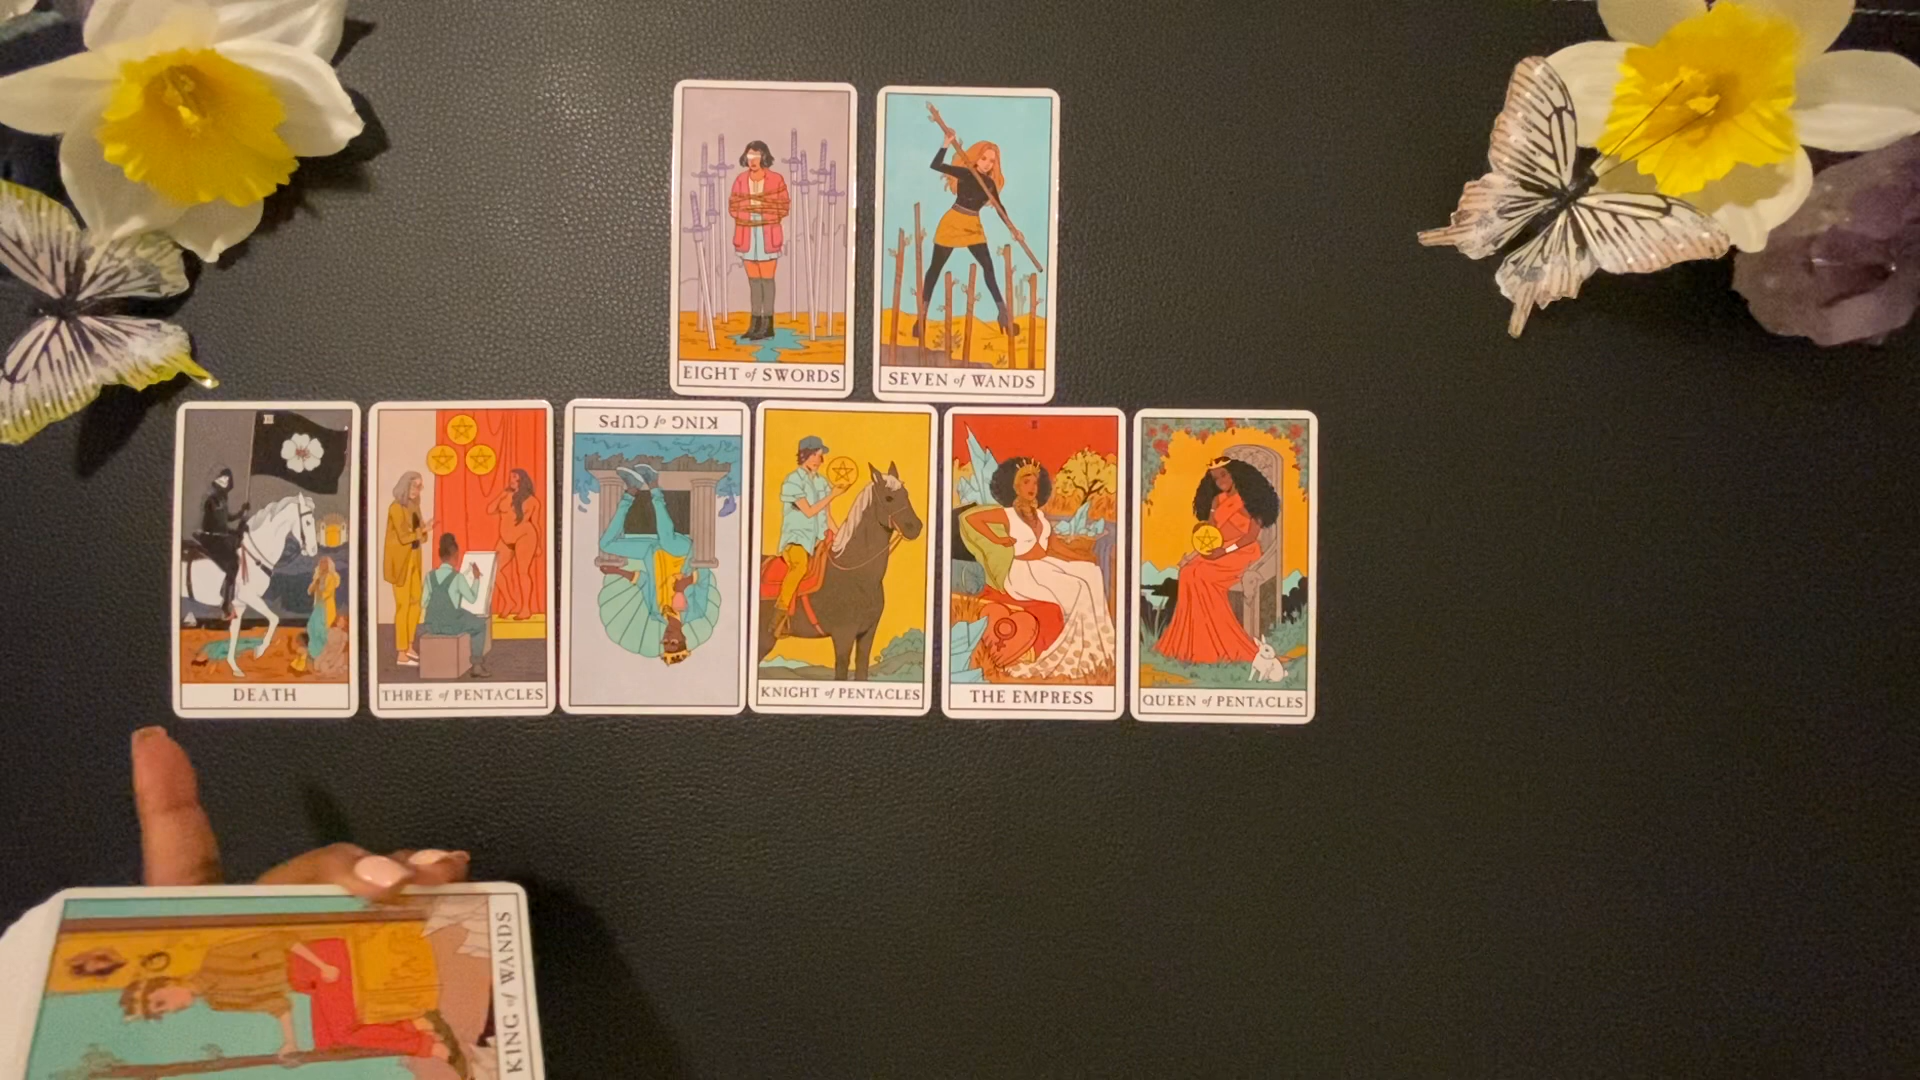 EIGHT of SWORDS
SEVEN of WANDS
XIII
DEATH
THREE of PENTACLES
KING of CUPS
KNIGHT of PENTACLES
THE EMPRESS
QUEEN of PENTACLES
KING of WANDS